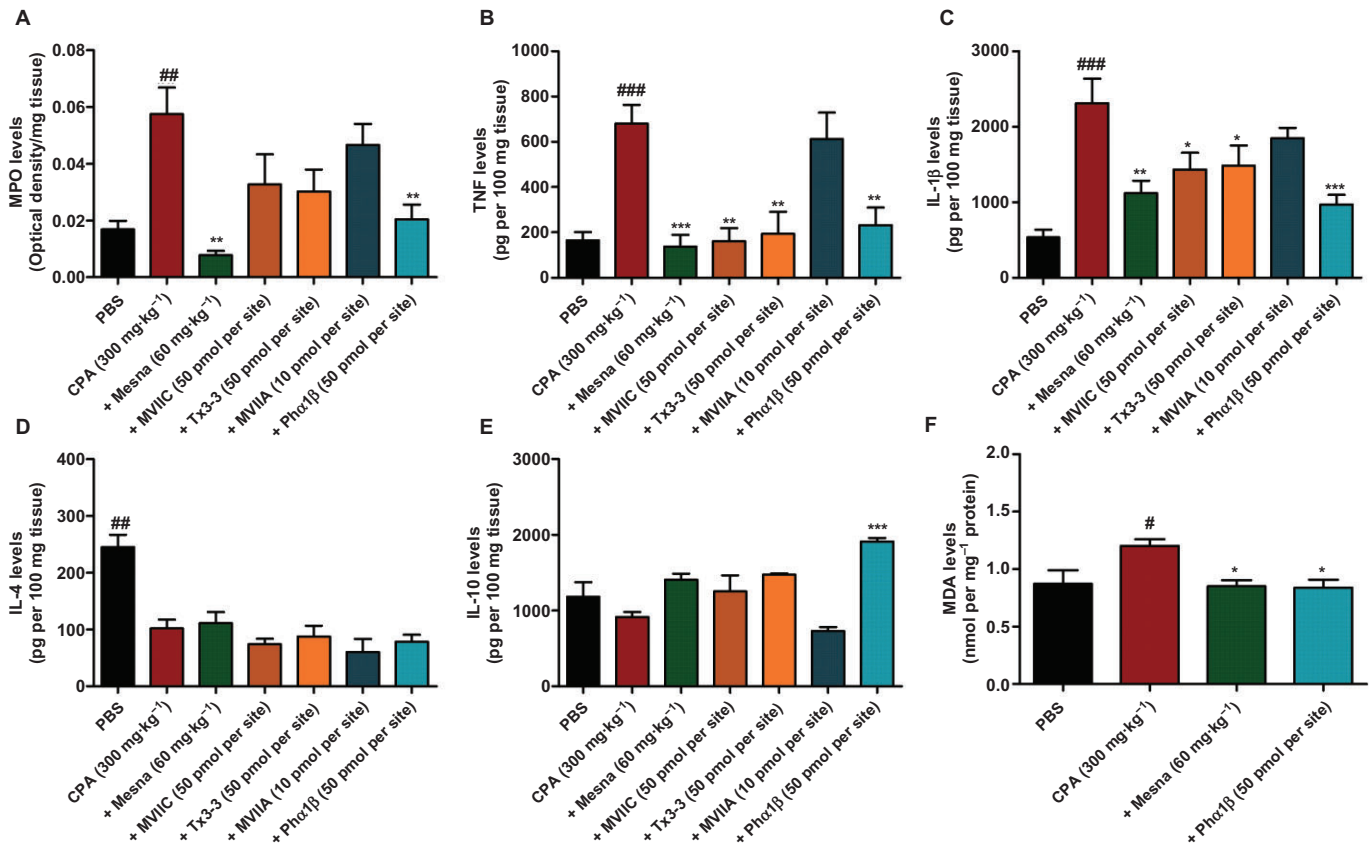 A
MPO levels
(Optical density/mg tissue)
0.08
0.06
0.04
0.02
0.00
##
**
**
PBS
CPA (300 mg·kg⁻¹)
+ Mesna (60 mg·kg⁻¹)
+ MVIIC (50 pmol per site)
+ Tx3-3 (50 pmol per site)
+ MVIIA (10 pmol per site)
+ Phα1β (50 pmol per site)
B
TNF levels
(pg per 100 mg tissue)
1000
800
600
400
200
0
###
***
**
**
**
PBS
CPA (300 mg·kg⁻¹)
+ Mesna (60 mg·kg⁻¹)
+ MVIIC (50 pmol per site)
+ Tx3-3 (50 pmol per site)
+ MVIIA (10 pmol per site)
+ Phα1β (50 pmol per site)
C
IL-1β levels
(pg per 100 mg tissue)
3000
2000
1000
0
###
**
*
*
***
PBS
CPA (300 mg·kg⁻¹)
+ Mesna (60 mg·kg⁻¹)
+ MVIIC (50 pmol per site)
+ Tx3-3 (50 pmol per site)
+ MVIIA (10 pmol per site)
+ Phα1β (50 pmol per site)
D
IL-4 levels
(pg per 100 mg tissue)
400
300
200
100
0
##
PBS
CPA (300 mg·kg⁻¹)
+ Mesna (60 mg·kg⁻¹)
+ MVIIC (50 pmol per site)
+ Tx3-3 (50 pmol per site)
+ MVIIA (10 pmol per site)
+ Phα1β (50 pmol per site)
E
IL-10 levels
(pg per 100 mg tissue)
3000
2000
1000
0
***
PBS
CPA (300 mg·kg⁻¹)
+ Mesna (60 mg·kg⁻¹)
+ MVIIC (50 pmol per site)
+ Tx3-3 (50 pmol per site)
+ MVIIA (10 pmol per site)
+ Phα1β (50 pmol per site)
F
MDA levels
(nmol per mg⁻¹ protein)
2.0
1.5
1.0
0.5
0.0
#
*
*
PBS
CPA (300 mg·kg⁻¹)
+ Mesna (60 mg·kg⁻¹)
+ Phα1β (50 pmol per site)